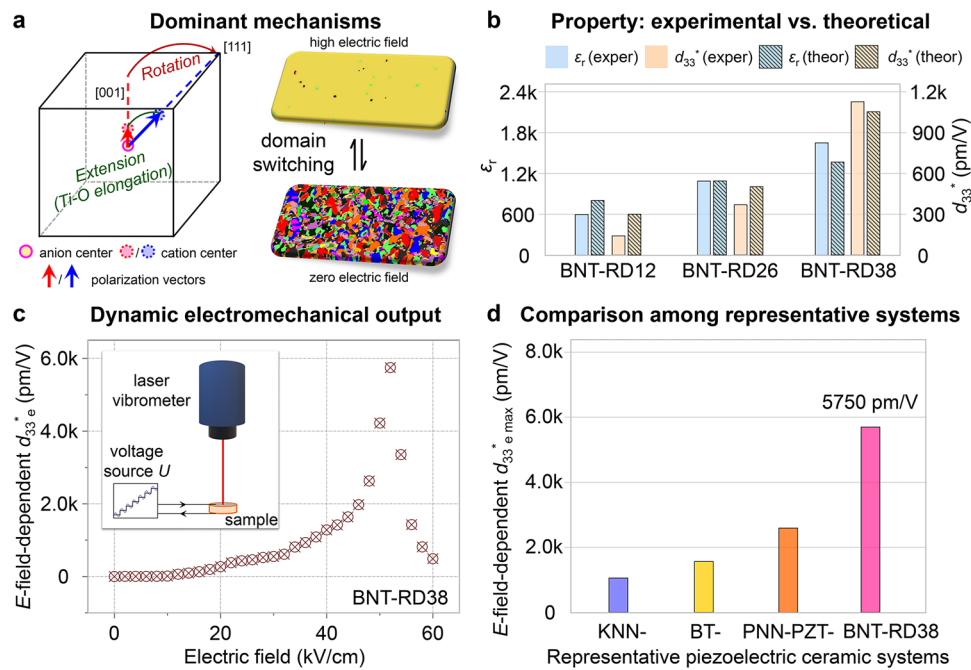 a Dominant mechanisms
[111]
Rotation
[001]
Extension
(Ti-O elongation)
anion center / cation center
/ polarization vectors
high electric field
domain
switching
zero electric field
b Property: experimental vs. theoretical
εr (exper) d33* (exper) εr (theor) d33* (theor)
2.4k
1.8k
1.2k
600
0
εr
1.2k
900
600
300
0
d33* (pm/V)
BNT-RD12 BNT-RD26 BNT-RD38
c Dynamic electromechanical output
E-field-dependent d33*e (pm/V)
6.0k
4.0k
2.0k
0
laser
vibrometer
voltage
source U
sample
BNT-RD38
0 20 40 60
Electric field (kV/cm)
d Comparison among representative systems
E-field-dependent d33*e max (pm/V)
8.0k
6.0k
4.0k
2.0k
0k
5750 pm/V
KNN- BT- PNN-PZT- BNT-RD38
Representative piezoelectric ceramic systems